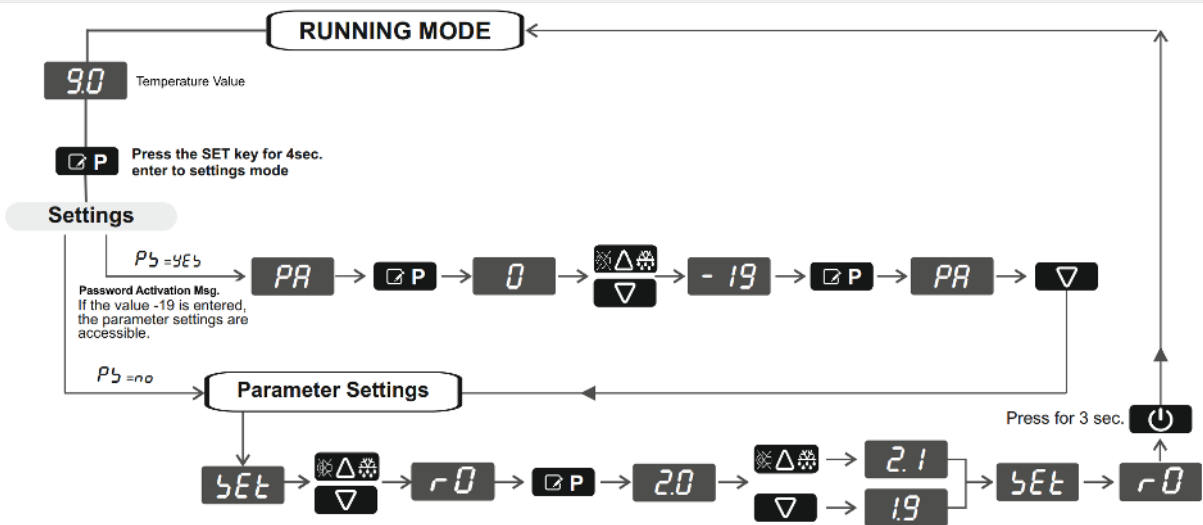 RUNNING MODE
9.0
Temperature Value
P
Press the SET key for 4sec.
enter to settings mode
Settings
PS =YES
PA
P
0
- 19
P
PA
Password Activation Msg.
If the value -19 is entered,
the parameter settings are
accessible.
PS =no
Parameter Settings
Press for 3 sec.
SEt
r0
P
2.0
2.1
1.9
SEt
r0